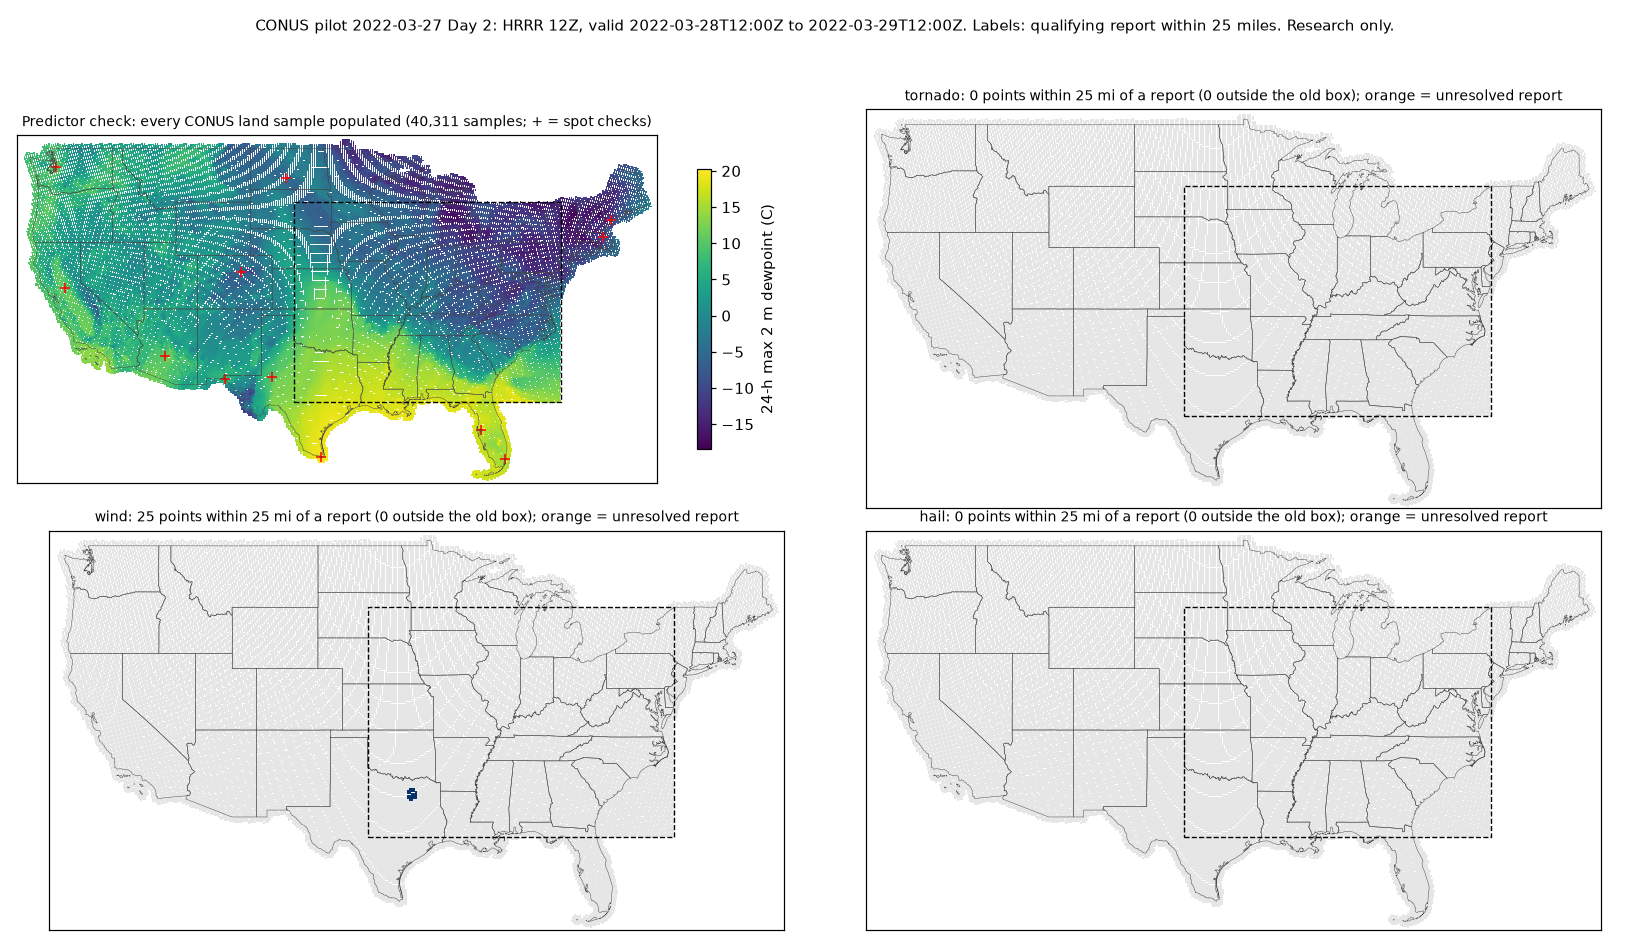 CONUS pilot 2022-03-27 Day 2: HRRR 12Z, valid 2022-03-28T12:00Z to 2022-03-29T12:00Z. Labels: qualifying report within 25 miles. Research only.
Predictor check: every CONUS land sample populated (40,311 samples; + = spot checks)
20
15
10
5
0
−5
−10
−15
24-h max 2 m dewpoint (C)
tornado: 0 points within 25 mi of a report (0 outside the old box); orange = unresolved report
wind: 25 points within 25 mi of a report (0 outside the old box); orange = unresolved report
hail: 0 points within 25 mi of a report (0 outside the old box); orange = unresolved report